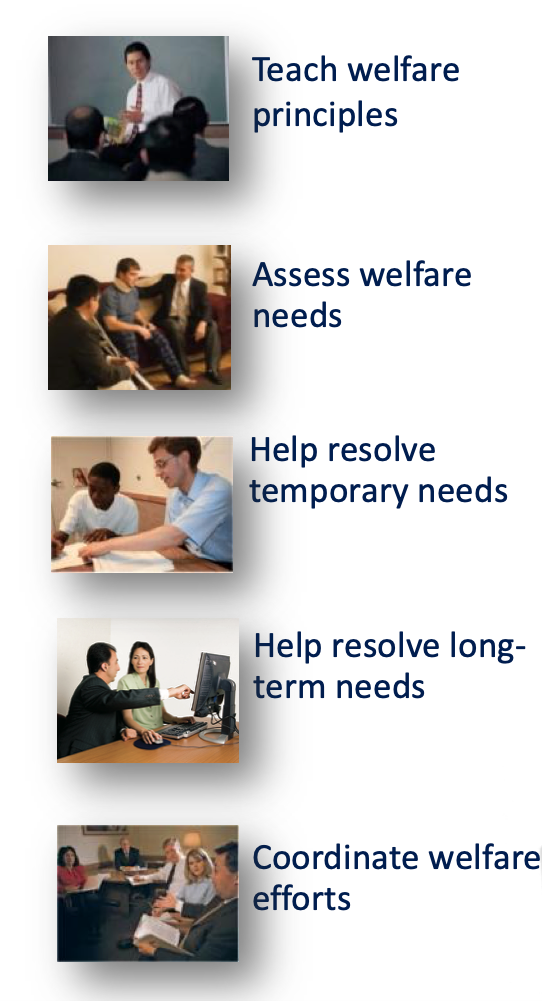 Teach welfare
principles
Assess welfare
needs
Help resolve
temporary needs
Help resolve long-
term needs
Coordinate welfare
efforts